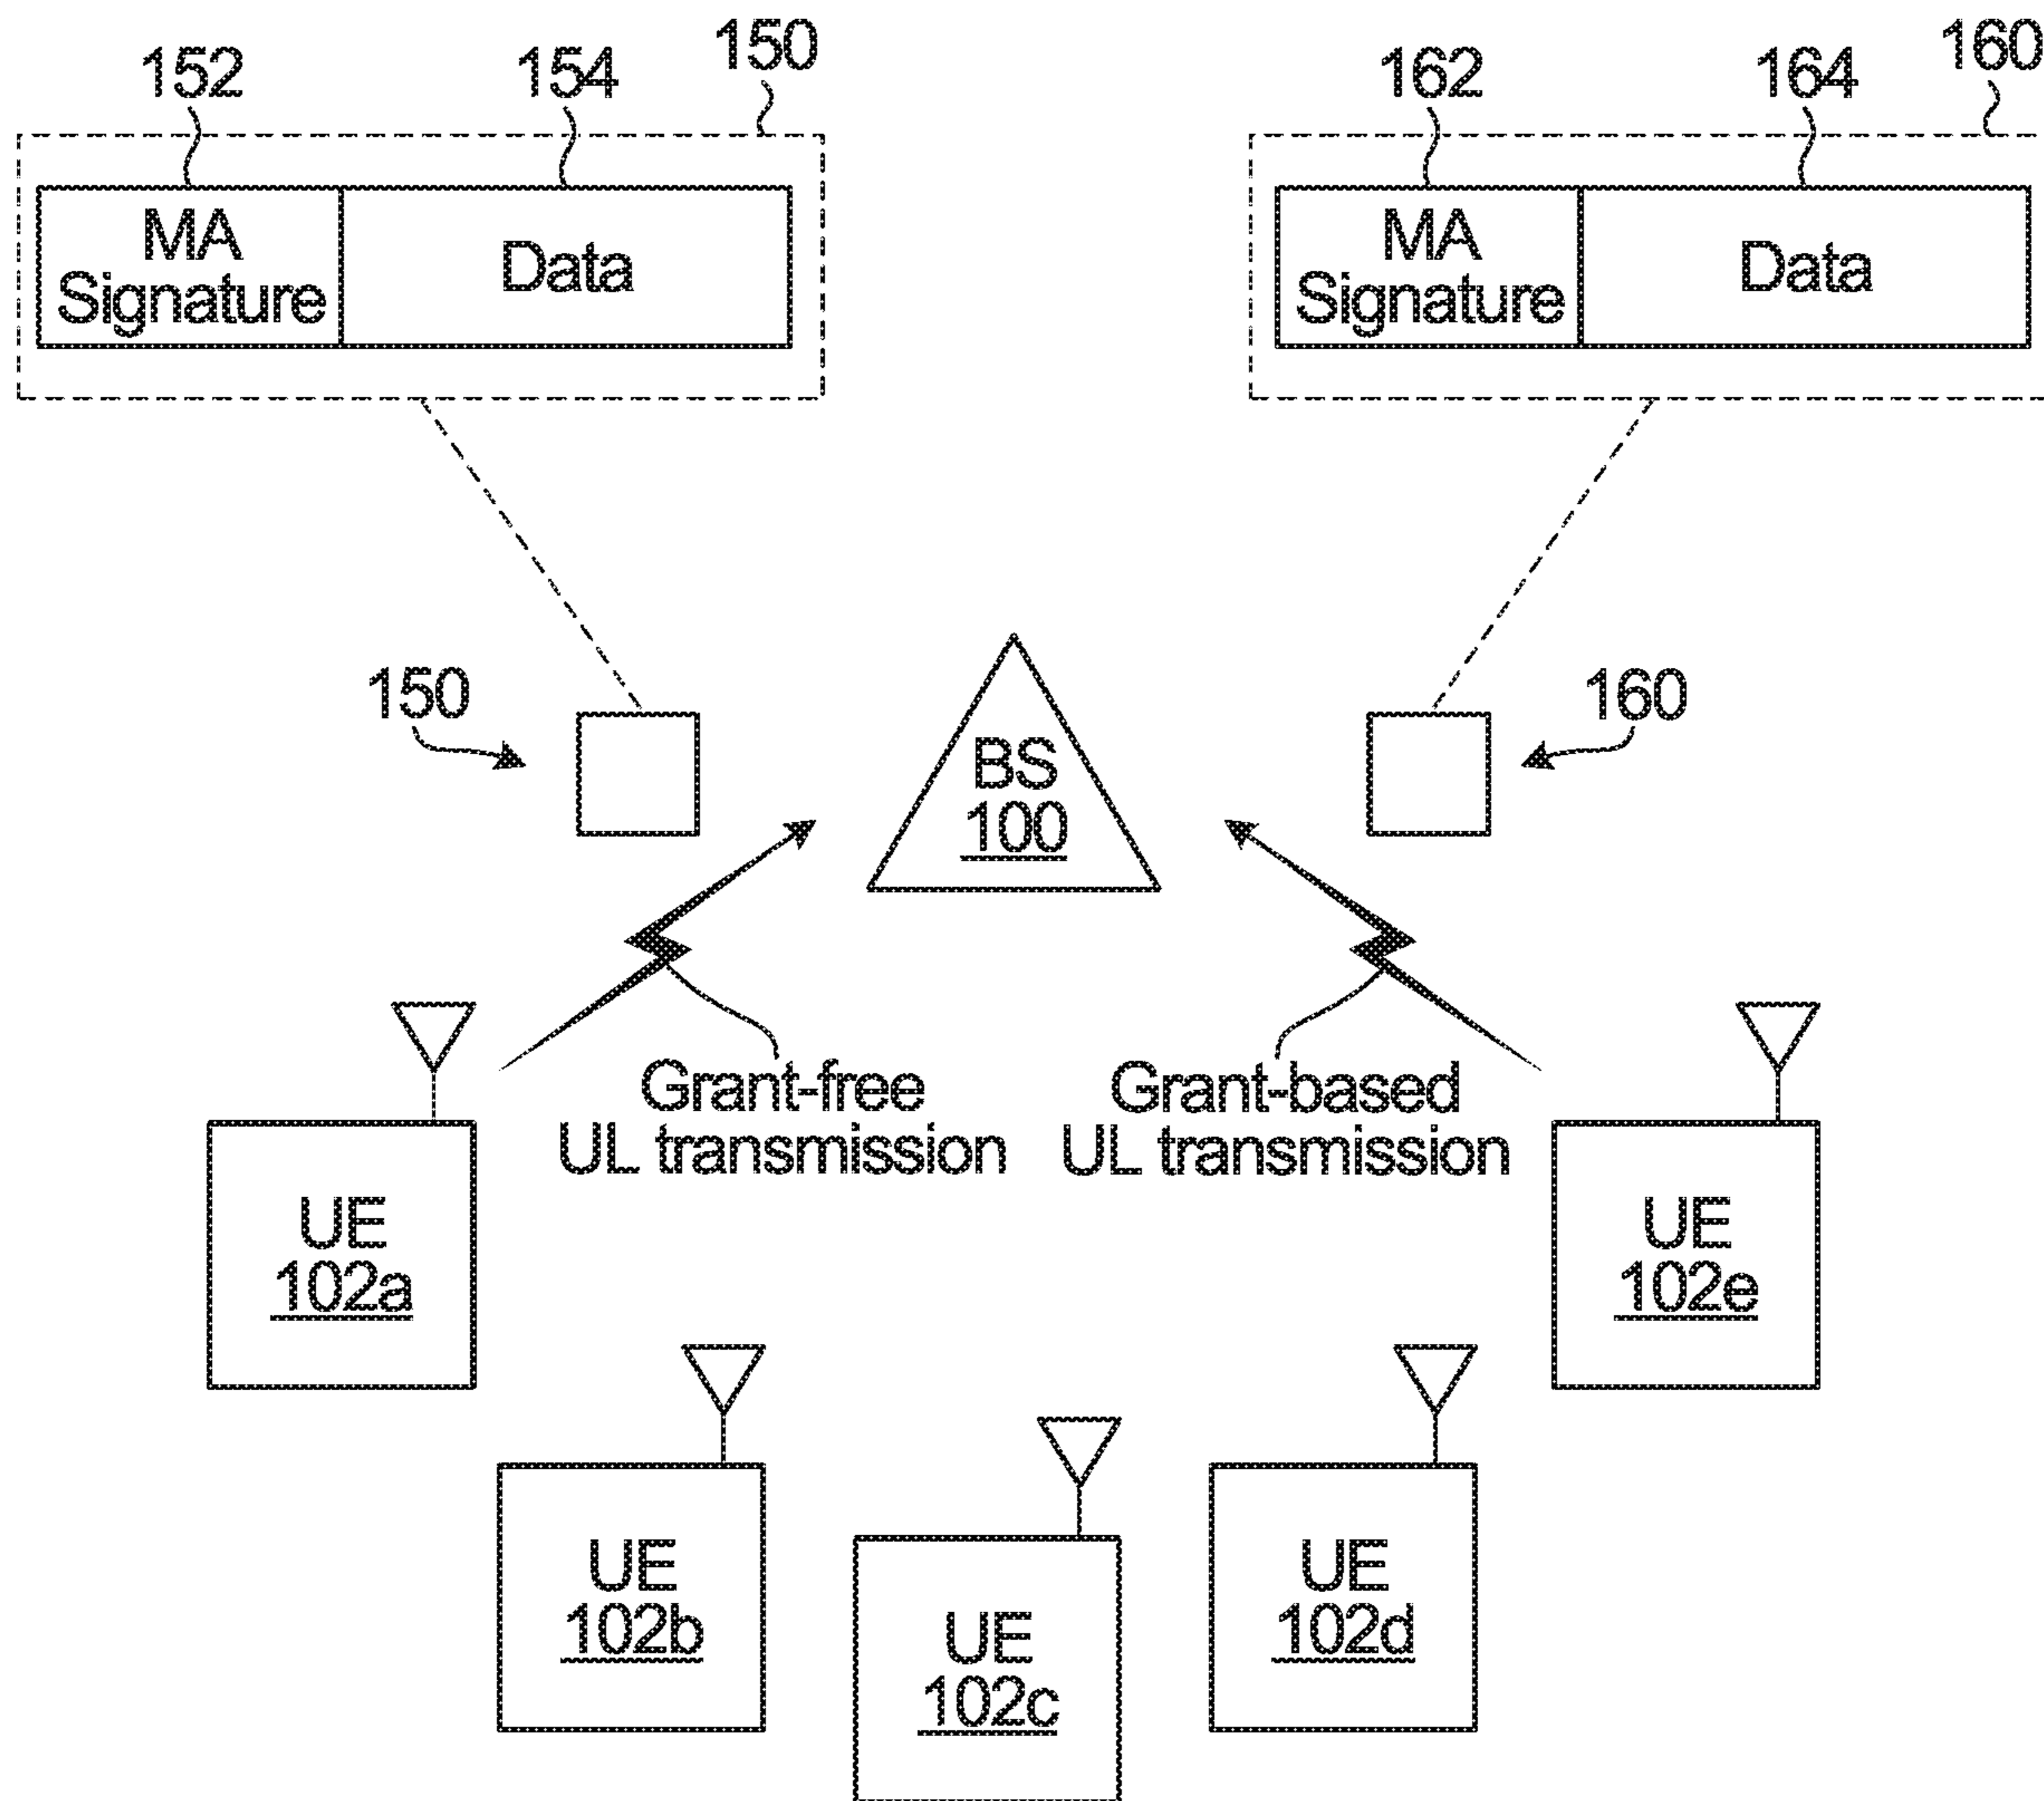 152
154
150
162
164
160
MA
Signature
Data
MA
Signature
Data
150
160
BS
100
Grant-free
UL transmission
Grant-based
UL transmission
UE
102a
UE
102e
UE
102b
UE
102d
UE
102c